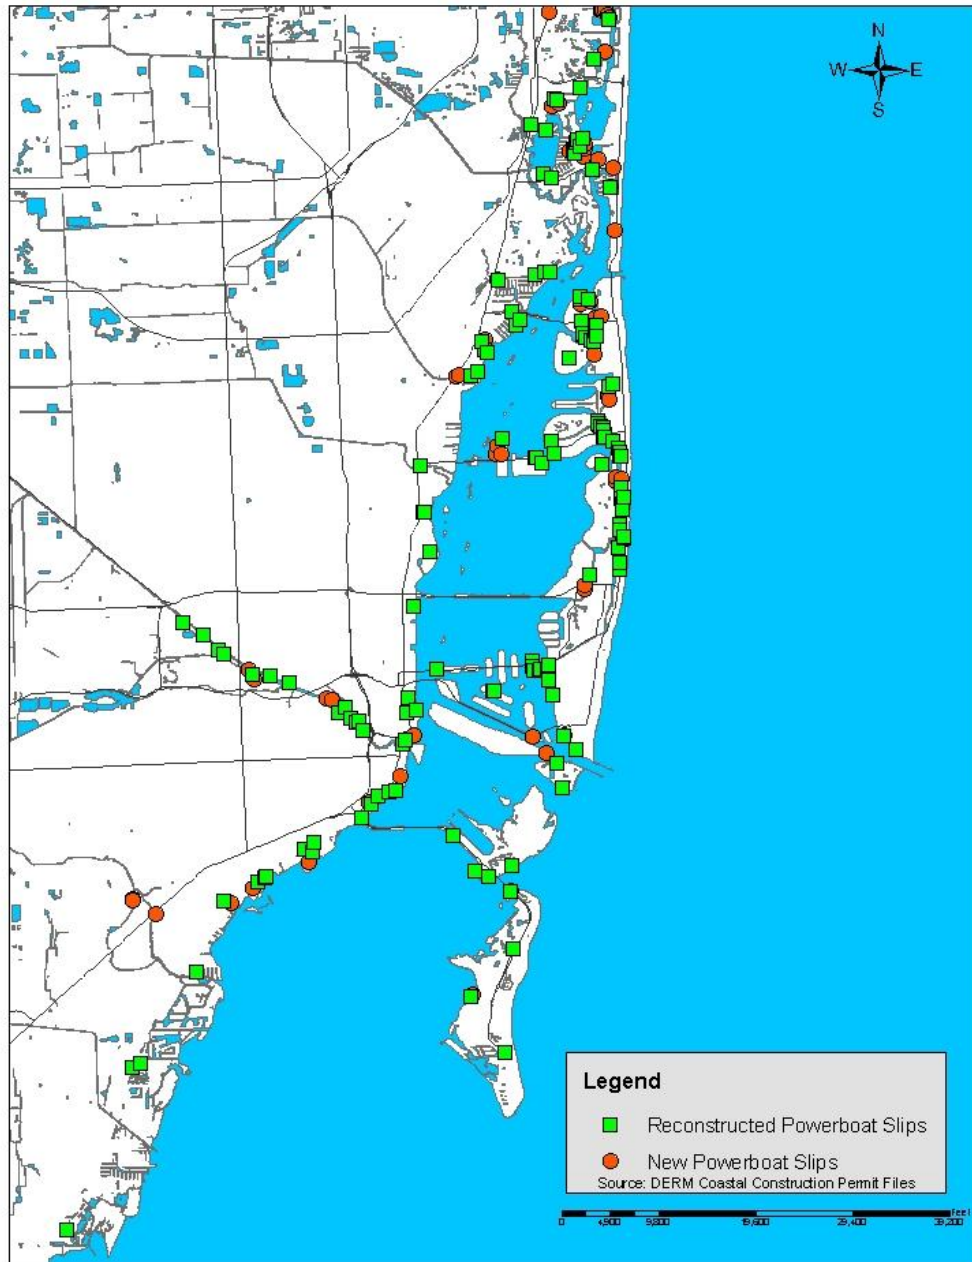 N
W E
S
Legend
Reconstructed Powerboat Slips
New Powerboat Slips
Source: DERM Coastal Construction Permit Files
Feet
0 4,900 9,800 19,600 29,400 39,200